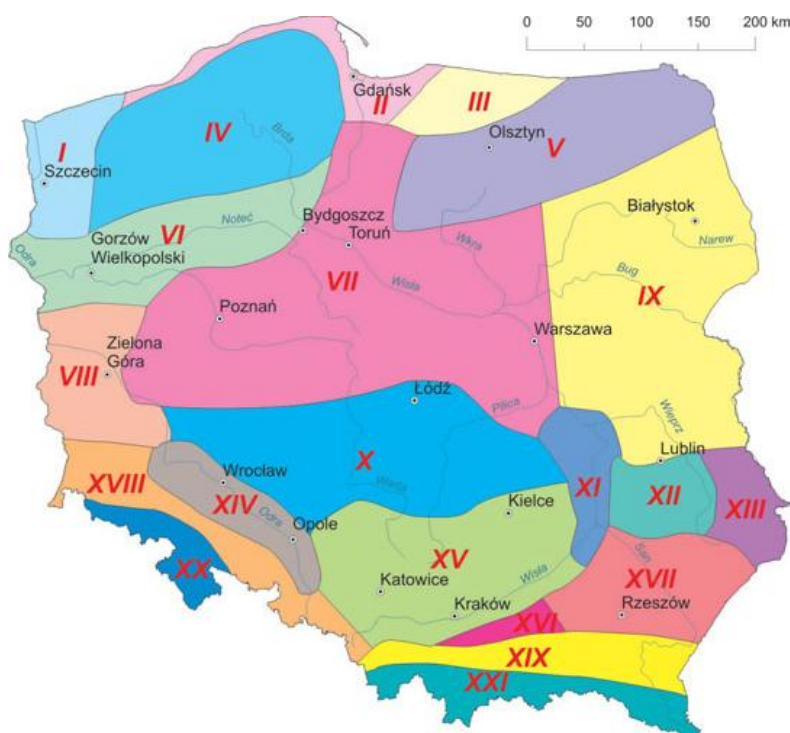 0 50 100 150 200 km
Gdańsk
II
III
IV
Brda
Olsztyn
V
I
Szczecin
Białystok
Narew
Bydgoszcz
Toruń
Noteć
VI
Gorzów
Wielkopolski
Odra
Wkra
Wisła
VII
Bug
IX
Poznań
Warszawa
Zielona
Góra
VIII
Łódź
Pilica
Wieprz
Lublin
X
Wrocław
Warta
XVIII
XIV
Odra
Opole
Kielce
XI
XII
XIII
XV
San
XX
Katowice
Wisła
XVII
Kraków
Rzeszów
XVI
XIX
XXI